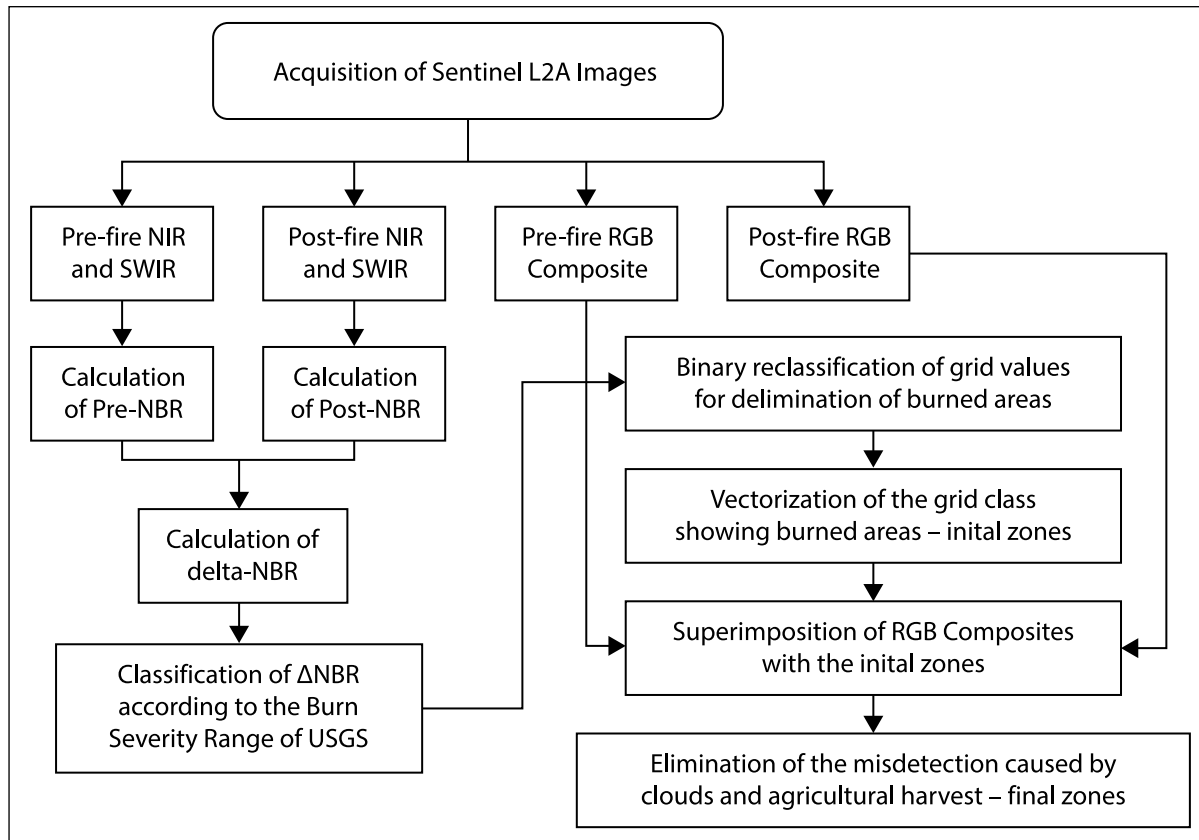 Acquisition of Sentinel L2A Images
Pre-fire NIR
and SWIR
Post-fire NIR
and SWIR
Pre-fire RGB
Composite
Post-fire RGB
Composite
Calculation
of Pre-NBR
Calculation
of Post-NBR
Calculation of
delta-NBR
Classification of ΔNBR
according to the Burn
Severity Range of USGS
Binary reclassification of grid values
for delimination of burned areas
Vectorization of the grid class
showing burned areas – inital zones
Superimposition of RGB Composites
with the inital zones
Elimination of the misdetection caused by
clouds and agricultural harvest – final zones